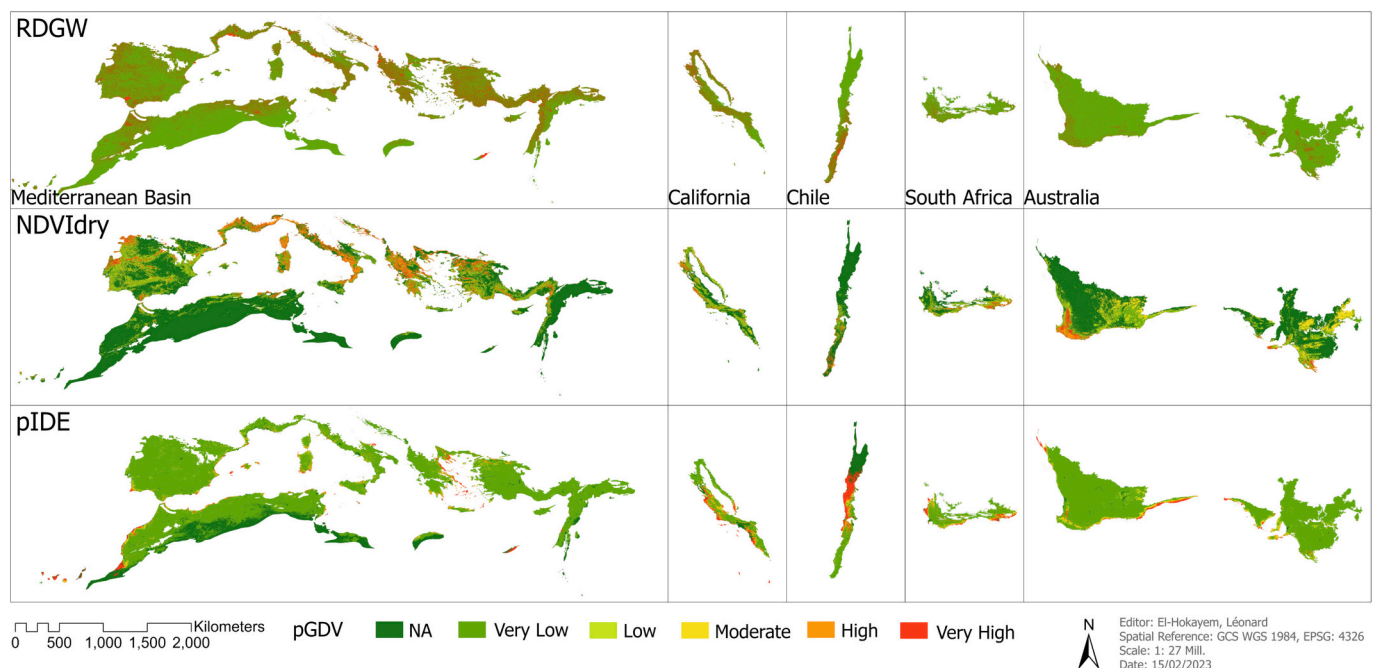 RDGW
Mediterranean Basin
California
Chile
South Africa
Australia
NDVIdry
pIDE
Kilometers
0 500 1,000 1,500 2,000
pGDV
NA
Very Low
Low
Moderate
High
Very High
N
Editor: El-Hokayem, Léonard
Spatial Reference: GCS WGS 1984, EPSG: 4326
Scale: 1: 27 Mill.
Date: 15/02/2023